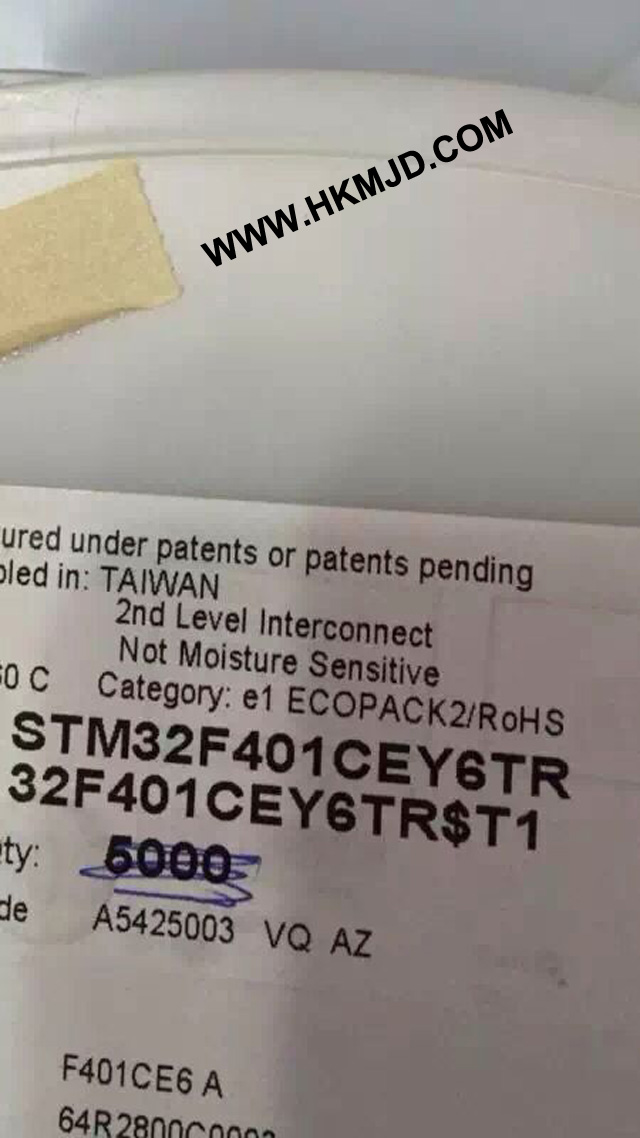 WWW.HKMJD.COM
ured under patents or patents pending
bled in: TAIWAN
2nd Level Interconnect
Not Moisture Sensitive
60 C Category: e1 ECOPACK2/RoHS
STM32F401CEY6TR
32F401CEY6TR$T1
ty: 5000
de A5425003 VQ AZ
F401CE6 A